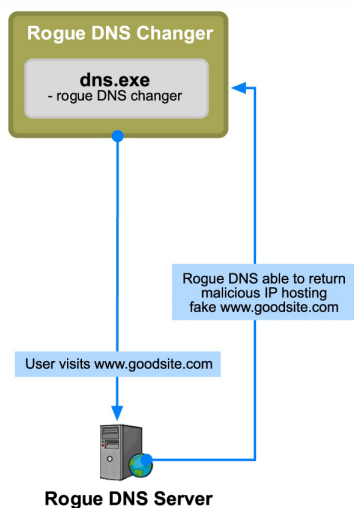 Rogue DNS Changer
dns.exe
- rogue DNS changer
Rogue DNS able to return
malicious IP hosting
fake www.goodsite.com
User visits www.goodsite.com
Rogue DNS Server